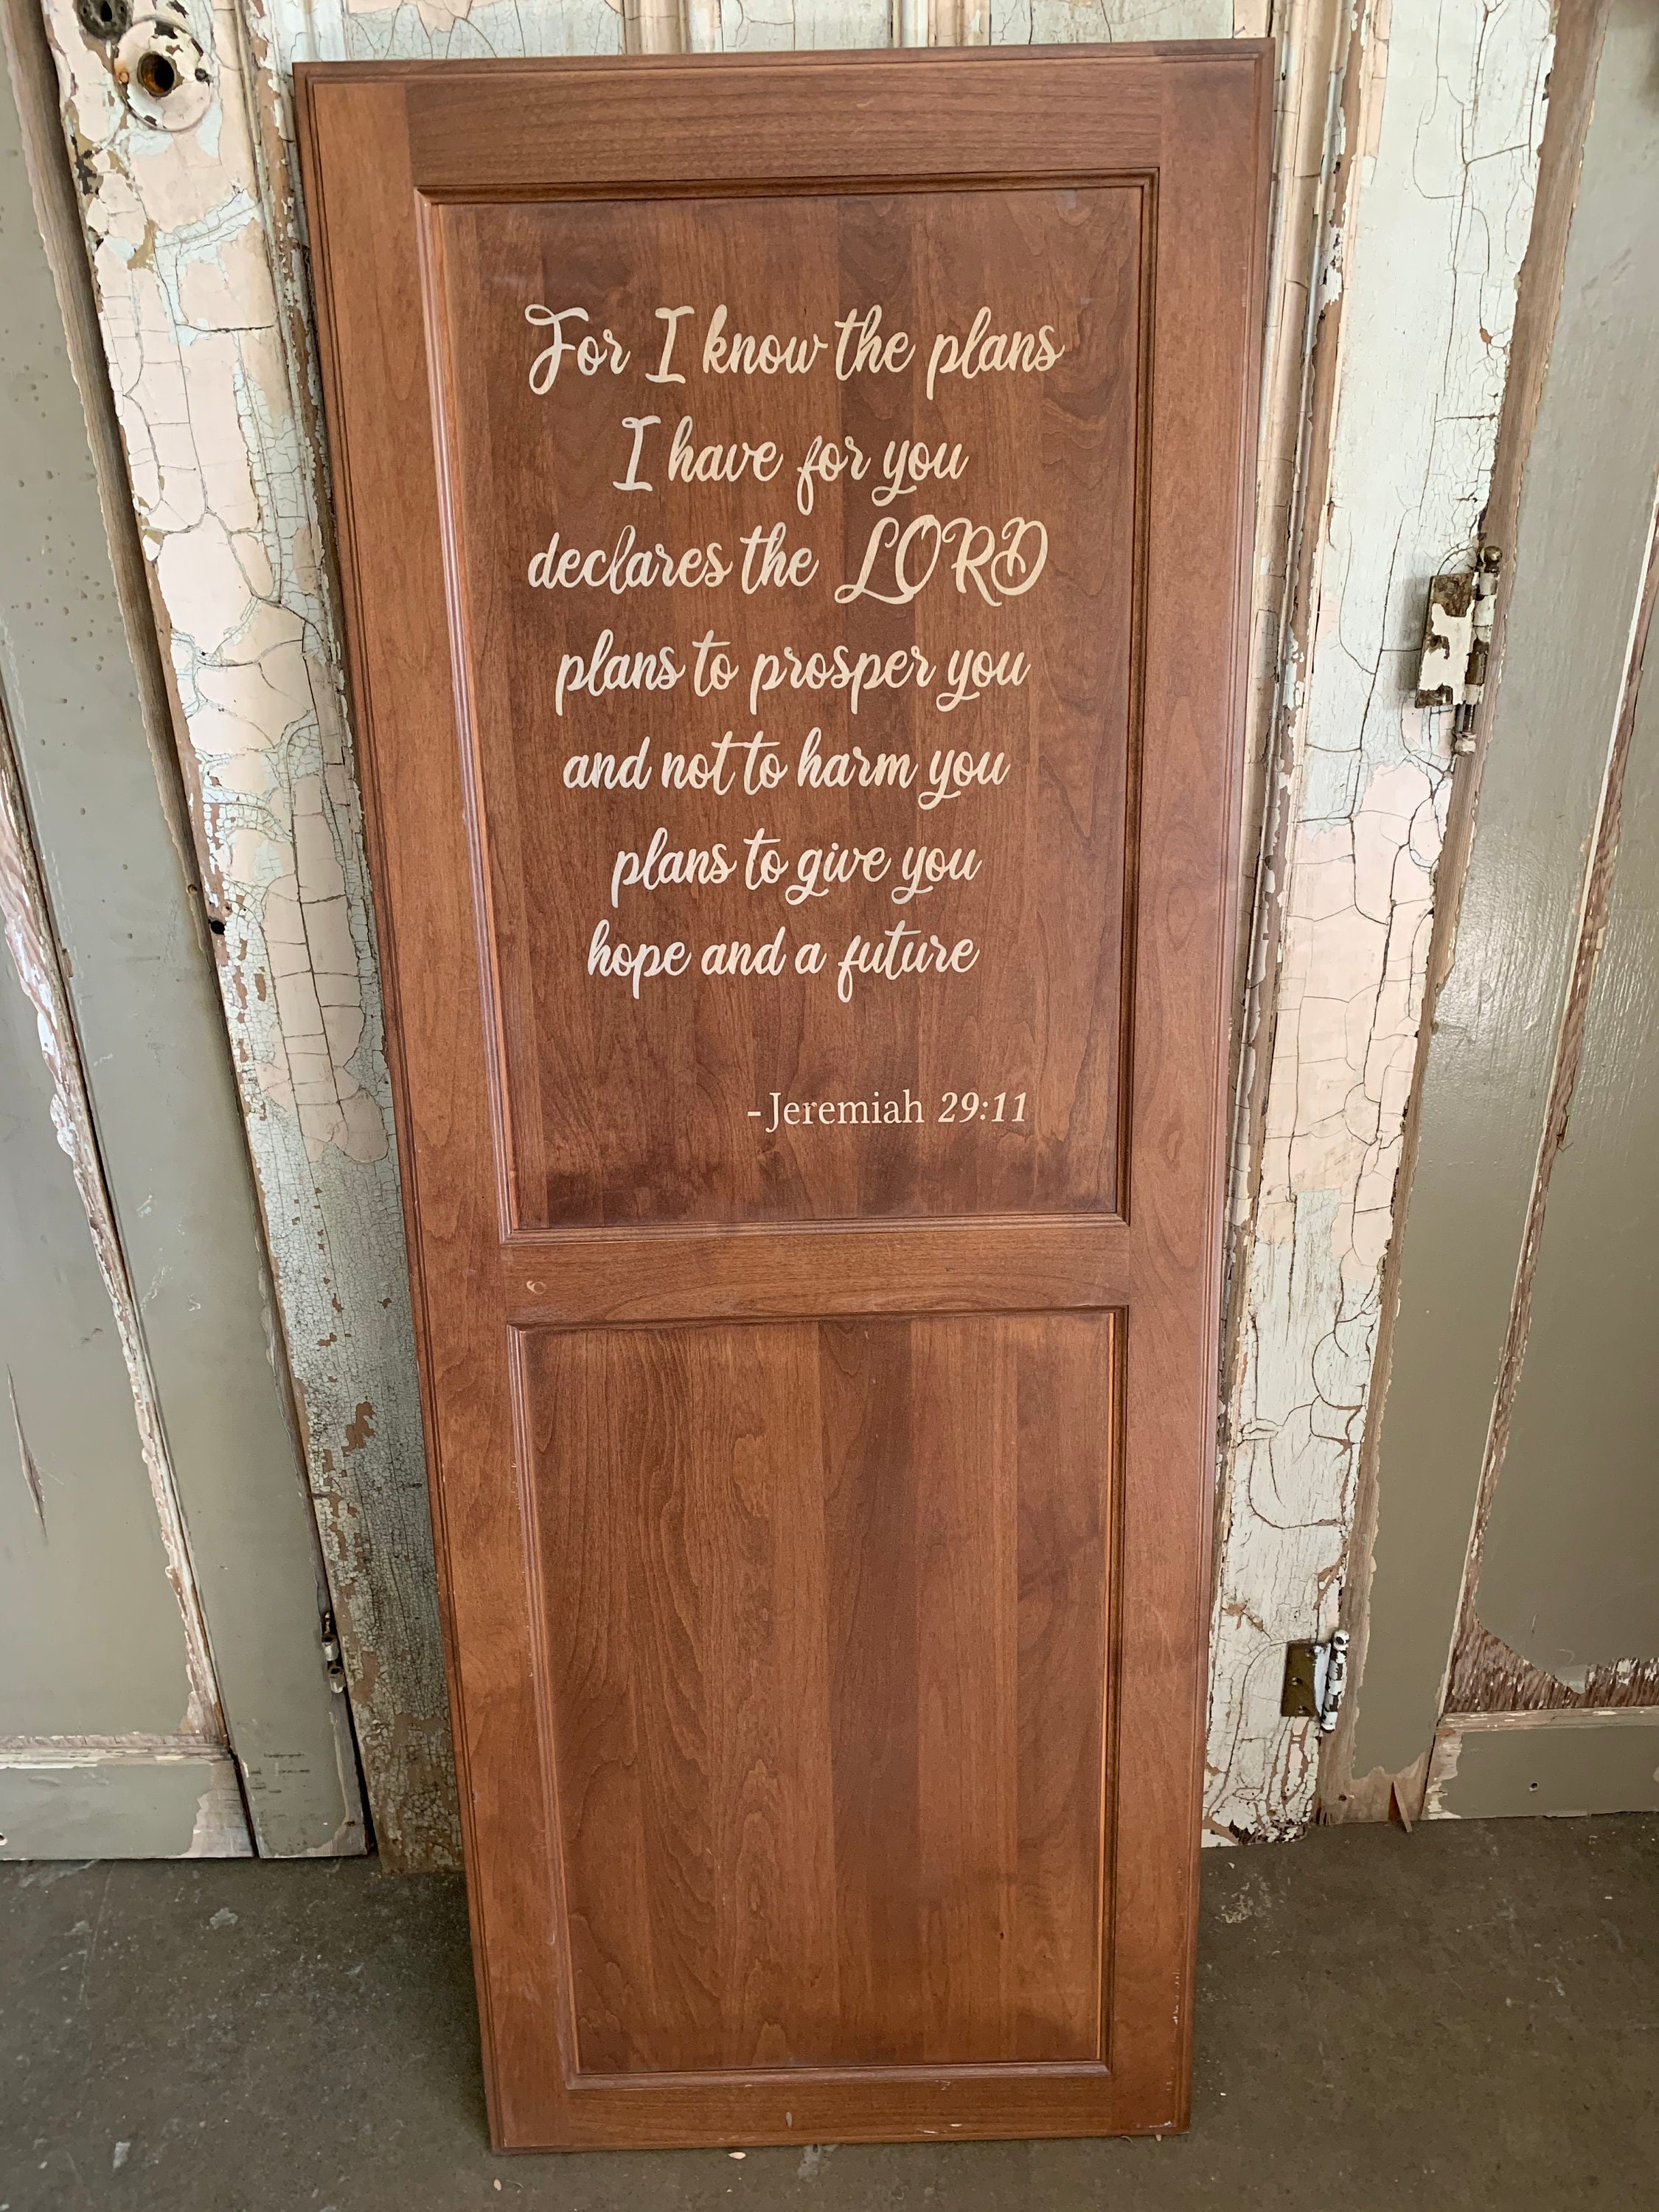 For I know the plans
I have for you
declares the LORD
plans to prosper you
and not to harm you
plans to give you
hope and a future
-Jeremiah 29:11